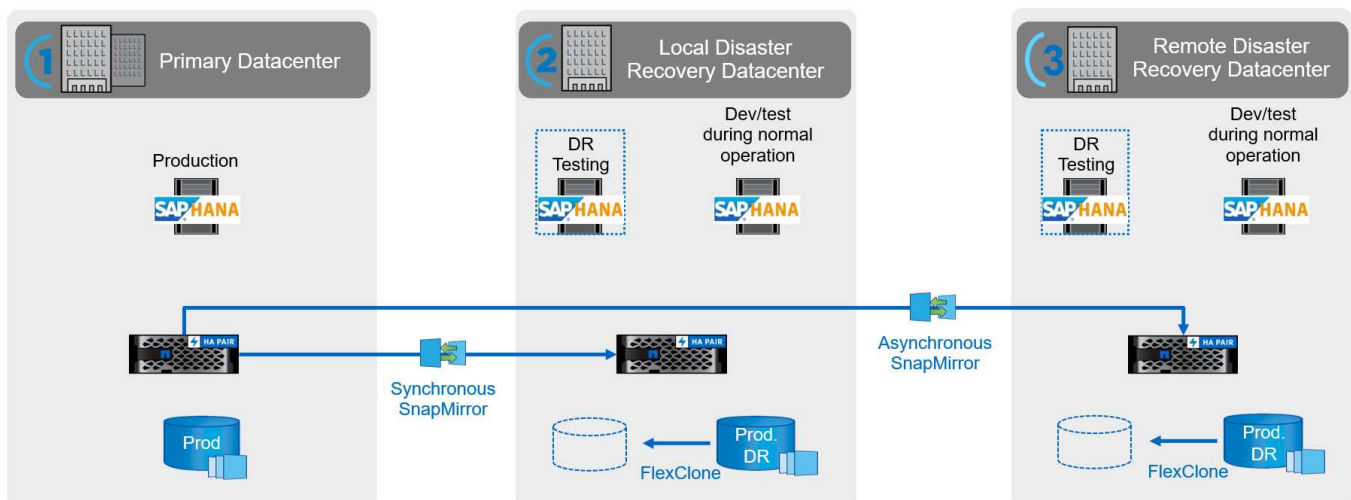 1
Primary Datacenter
2
Local Disaster
Recovery Datacenter
3
Remote Disaster
Recovery Datacenter
Production
SAP HANA
DR
Testing
SAP HANA
Dev/test
during normal
operation
SAP HANA
DR
Testing
SAP HANA
Dev/test
during normal
operation
SAP HANA
HA PAIR
Synchronous
SnapMirror
HA PAIR
Asynchronous
SnapMirror
HA PAIR
Prod
FlexClone
Prod.
DR
FlexClone
Prod.
DR